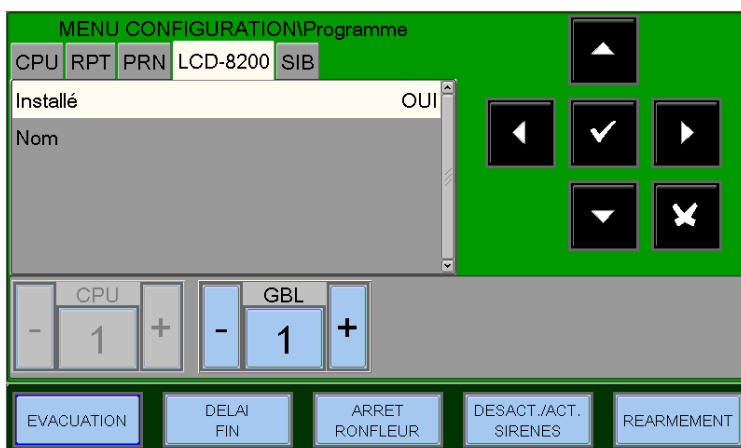 MENU CONFIGURATION\Programme
CPU RPT PRN LCD-8200 SIB
Installé OUI
Nom
CPU GBL
- 1 + - 1 +
EVACUATION DELAI FIN ARRET RONFLEUR DESACT./ACT. SIRENES REARMEMENT